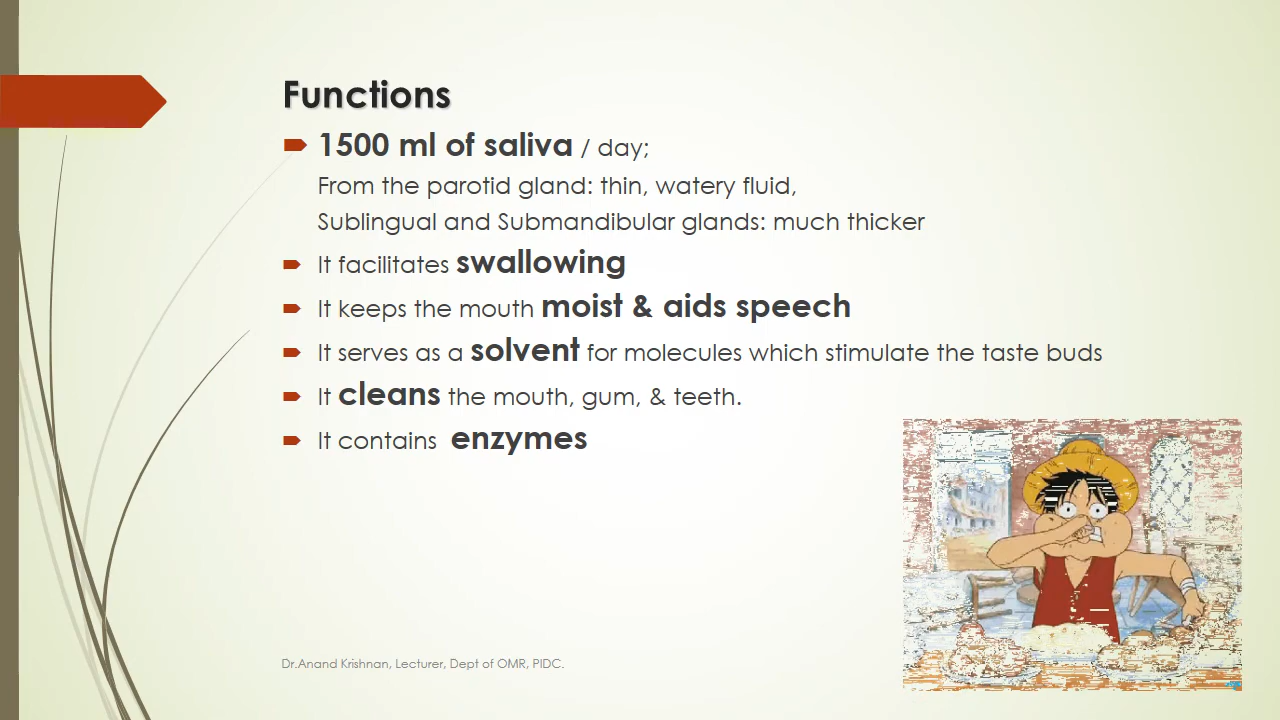 Functions
1500 ml of saliva / day;
From the parotid gland: thin, watery fluid,
Sublingual and Submandibular glands: much thicker
It facilitates swallowing
It keeps the mouth moist & aids speech
It serves as a solvent for molecules which stimulate the taste buds
It cleans the mouth, gum, & teeth.
It contains enzymes
Dr.Anand Krishnan, Lecturer, Dept of OMR, PIDC.